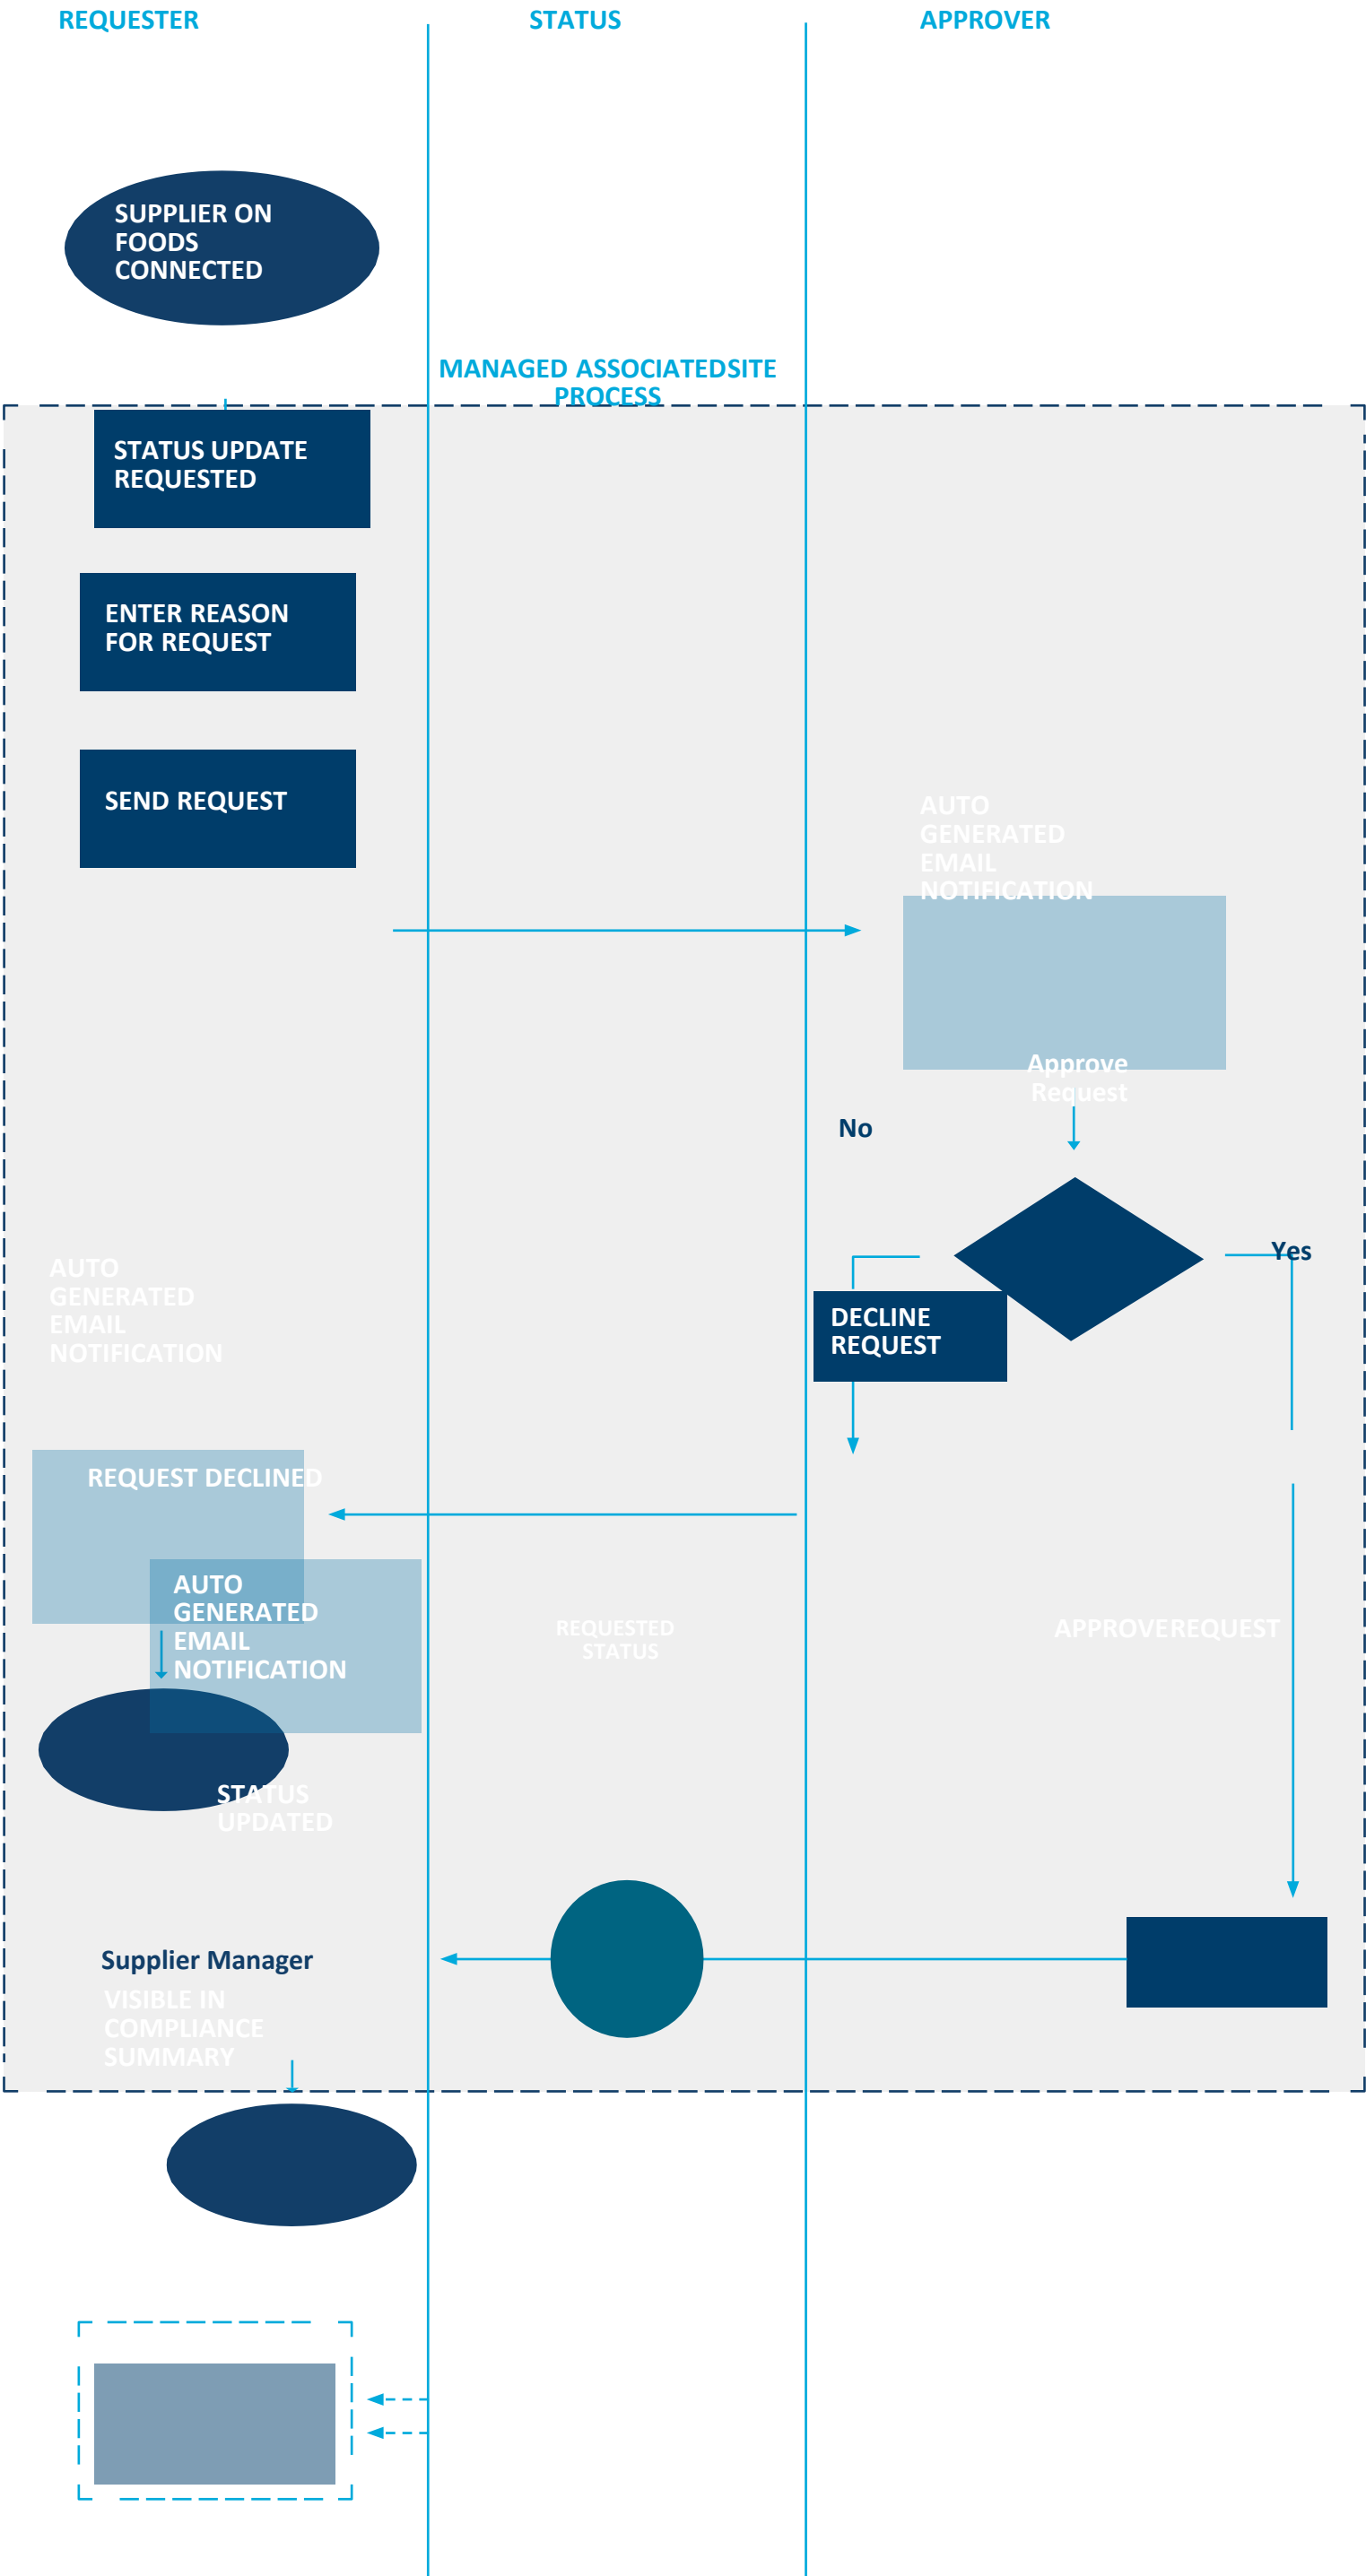 REQUESTER
STATUS
APPROVER
SUPPLIER ON
FOODS
CONNECTED
MANAGED ASSOCIATEDSITE
PROCESS
STATUS UPDATE
REQUESTED
ENTER REASON
FOR REQUEST
SEND REQUEST
AUTO
GENERATED
EMAIL
NOTIFICATION
Approve
Request
No
Yes
AUTO
GENERATED
EMAIL
NOTIFICATION
DECLINE
REQUEST
REQUEST DECLINED
AUTO
GENERATED
EMAIL
NOTIFICATION
REQUESTED
STATUS
APPROVEREQUEST
STATUS
UPDATED
Supplier Manager
VISIBLE IN
COMPLIANCE
SUMMARY